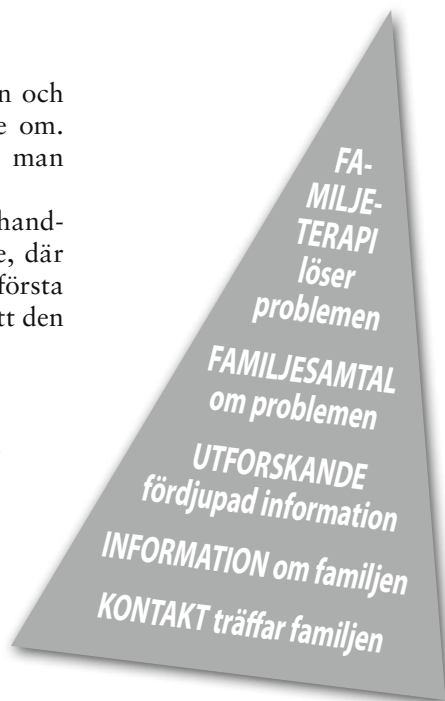 n och
e om.
man
hand-
e, där
första
tt den
FA-
MILJE-
TERAPI
löser
problemen
FAMILJESAMTAL
om problemen
UTFORSKANDE
fördjupad information
INFORMATION om familjen
KONTAKT träffar familjen